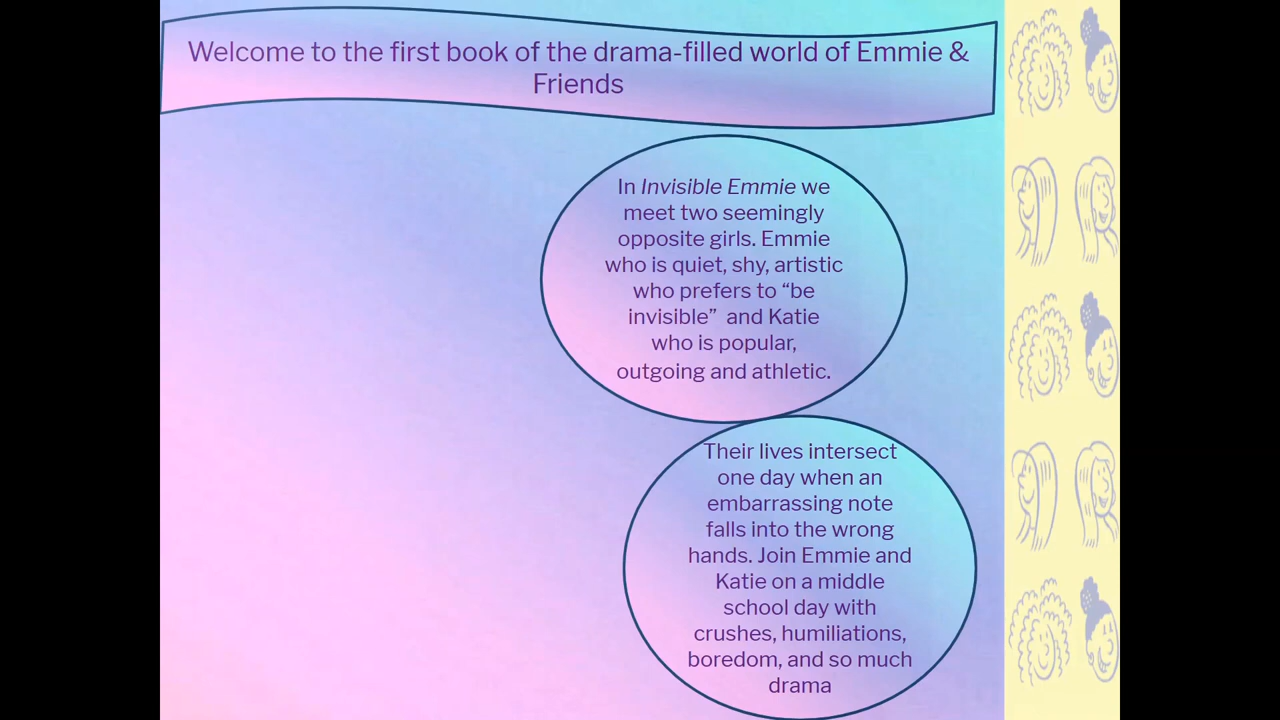 Welcome to the first book of the drama-filled world of Emmie &
Friends
In Invisible Emmie we
meet two seemingly
opposite girls. Emmie
who is quiet, shy, artistic
who prefers to “be
invisible”  and Katie
who is popular,
outgoing and athletic.
Their lives intersect
one day when an
embarrassing note
falls into the wrong
hands. Join Emmie and
Katie on a middle
school day with
crushes, humiliations,
boredom, and so much
drama